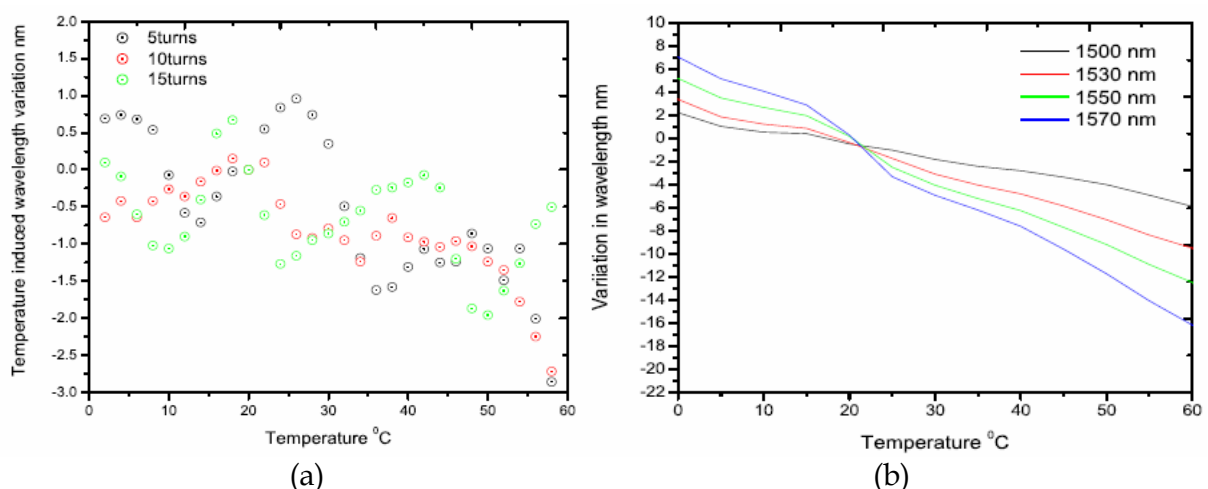 Temperature induced wavelength variation nm
2.0
1.5
1.0
0.5
0.0
-0.5
-1.0
-1.5
-2.0
-2.5
-3.0
5turns
10turns
15turns
0 10 20 30 40 50 60
Temperature ⁰C
(a)
Variiation in wavelength nm
10
8
6
4
2
0
-2
-4
-6
-8
-10
-12
-14
-16
-18
-20
-22
1500 nm
1530 nm
1550 nm
1570 nm
0 10 20 30 40 50 60
Temperature ⁰C
(b)